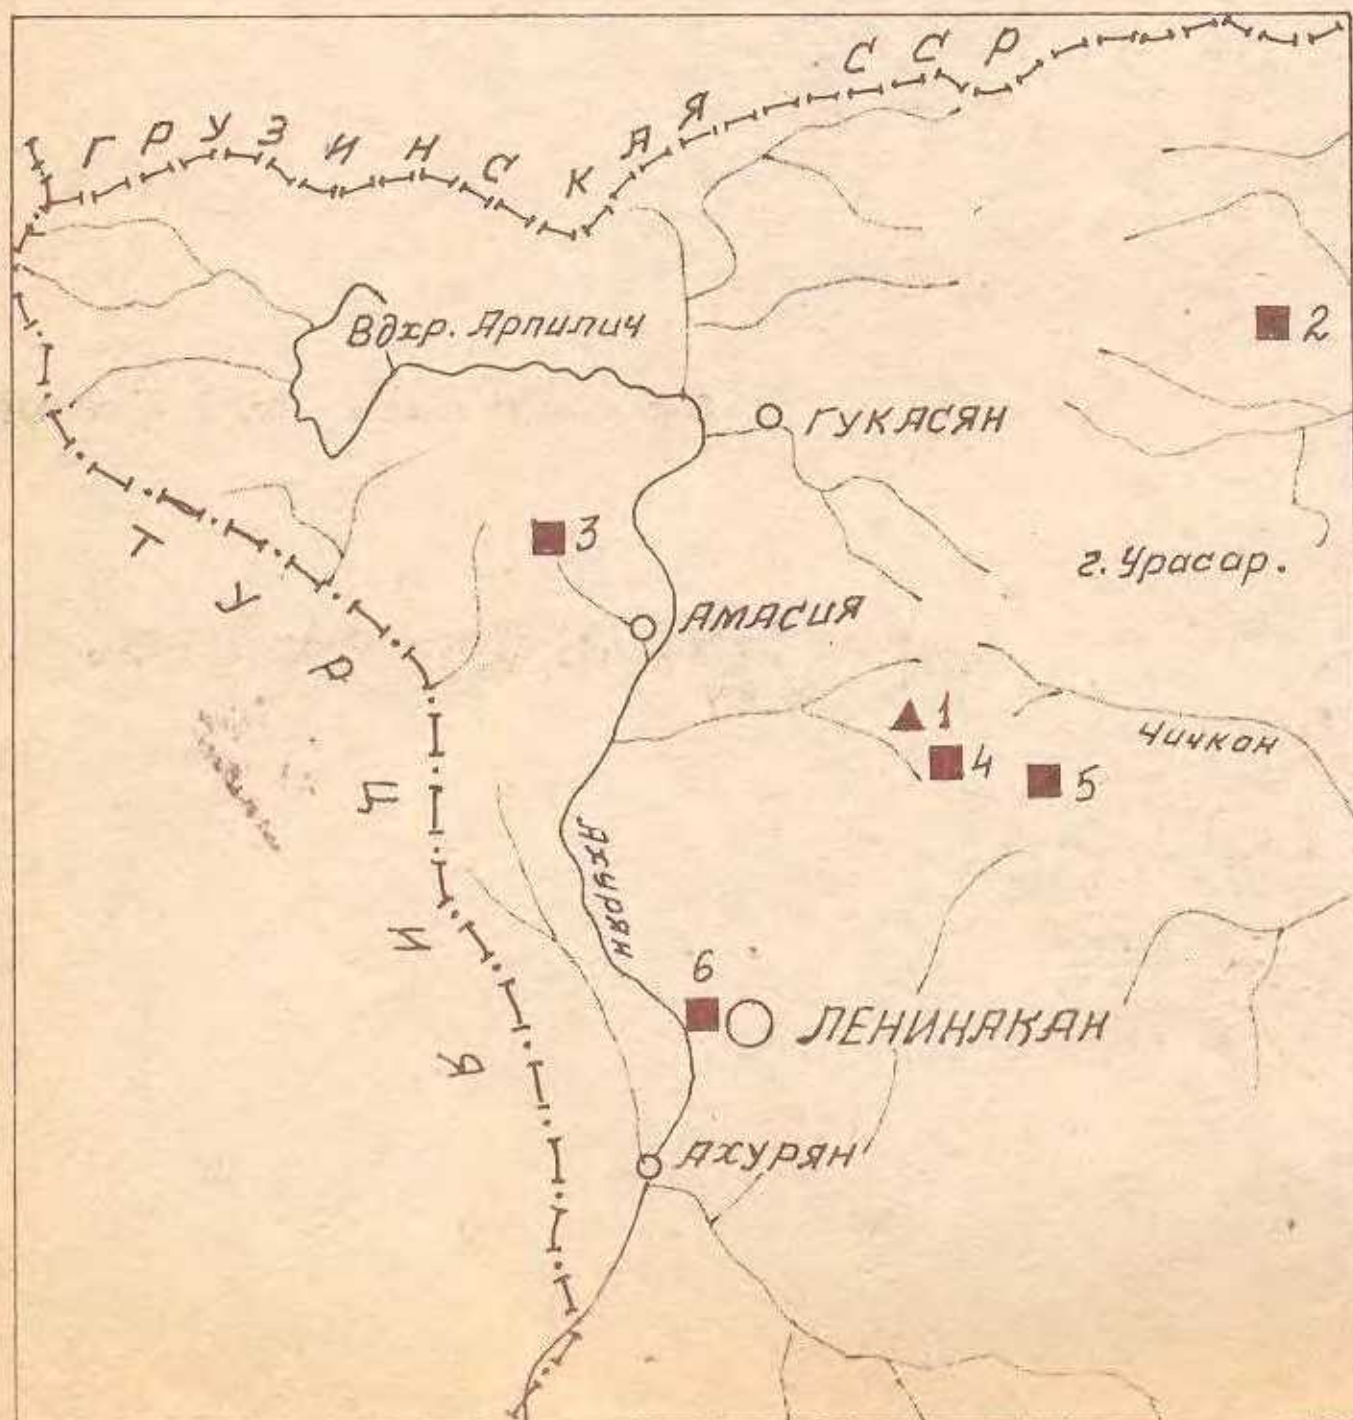 ГРУЗИНСКАЯ ССР
Вдхр. Арпилич
2
ГУКАСЯН
3
г. Урасар.
АМАСИЯ
1
Чичкан
4
5
ТУРЦИЯ
Ахурян
6
ЛЕНИНАКАН
АХУРЯН